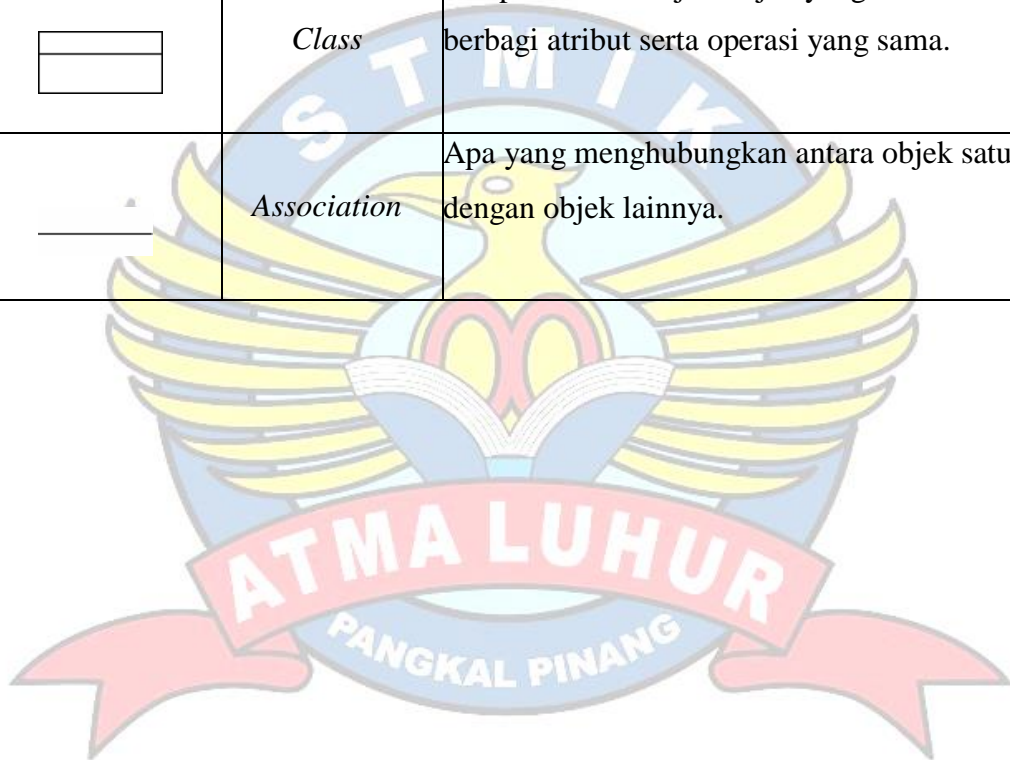 Class
berbagi atribut serta operasi yang sama.
Apa yang menghubungkan antara objek satu
Association
dengan objek lainnya.
STMIK
ATMA LUHUR
PANGKAL PINANG